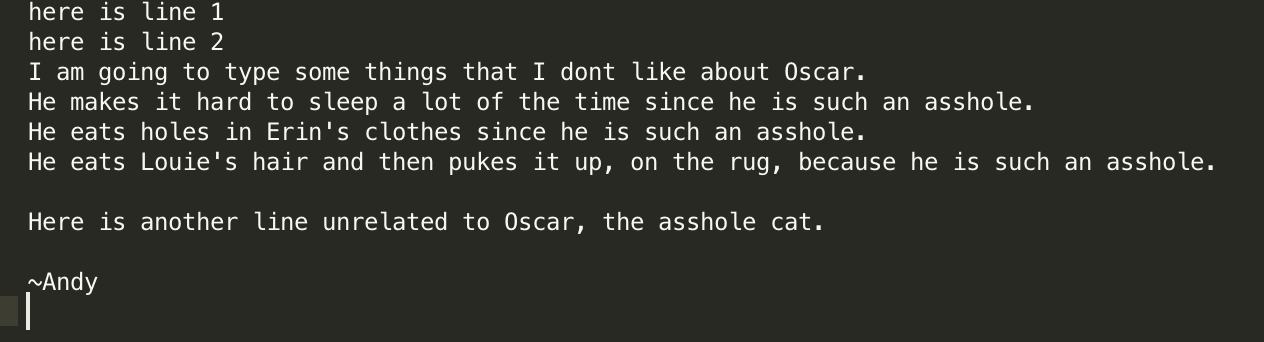 here is line 1
here is line 2
I am going to type some things that I dont like about Oscar.
He makes it hard to sleep a lot of the time since he is such an asshole.
He eats holes in Erin's clothes since he is such an asshole.
He eats Louie's hair and then pukes it up, on the rug, because he is such an asshole.
Here is another line unrelated to Oscar, the asshole cat.
~Andy